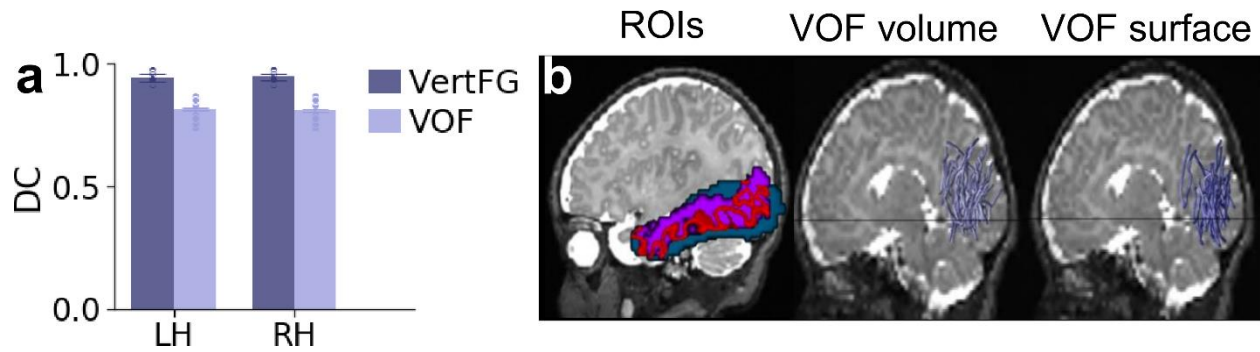 ROIs VOF volume VOF surface
a
1.0
0.5
0.0
DC
LH RH
VertFG
VOF
b